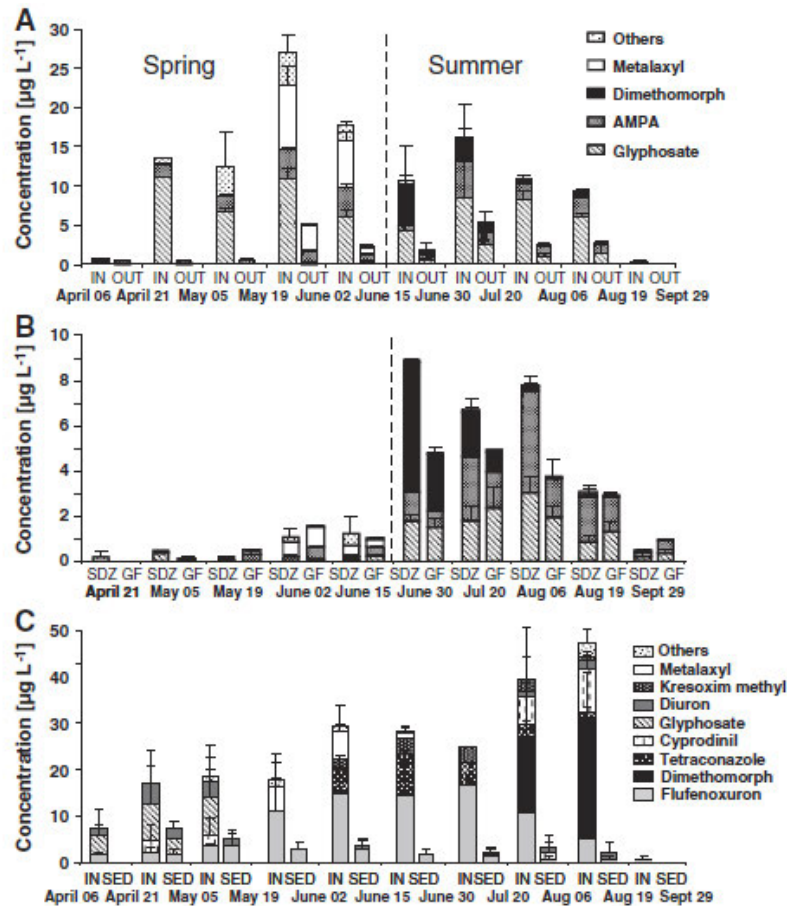 A
Concentration [µg L⁻¹]
30
25
20
15
10
5
0
Spring
Summer
Others
Metalaxyl
Dimethomorph
AMPA
Glyphosate
IN OUT IN OUT IN OUT IN OUT IN OUT IN OUT IN OUT IN OUT IN OUT IN OUT
April 06 April 21 May 05 May 19 June 02 June 15 June 30 Jul 20 Aug 06 Aug 19 Sept 29
B
Concentration [µg L⁻¹]
10
8
6
4
2
0
SDZ GF SDZ GF SDZ GF SDZ GF SDZ GF SDZ GF SDZ GF SDZ GF SDZ GF SDZ GF
April 21 May 05 May 19 June 02 June 15 June 30 Jul 20 Aug 06 Aug 19 Sept 29
C
Concentration [µg L⁻¹]
50
40
30
20
10
0
Others
Metalaxyl
Kresoxim methyl
Diuron
Glyphosate
Cyprodinil
Tetraconazole
Dimethomorph
Flufenoxuron
IN SED IN SED IN SED IN SED IN SED IN SED IN SED IN SED IN SED IN SED
April 06 April 21 May 05 May 19 June 02 June 15 June 30 Jul 20 Aug 06 Aug 19 Sept 29